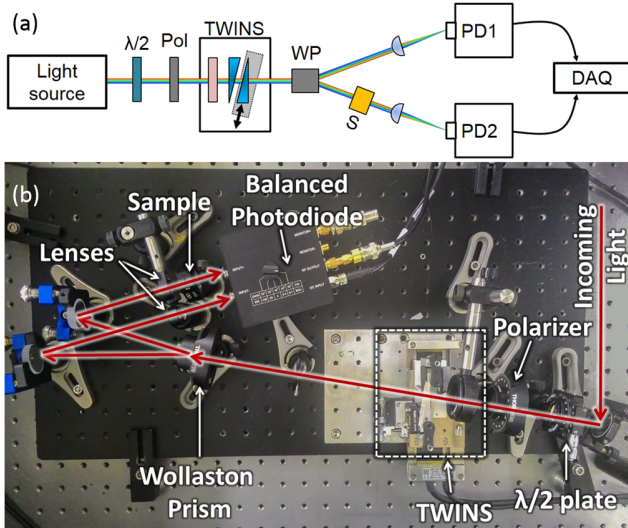 (a)
TWINS
λ/2
Pol
WP
Light
source
S
PD1
PD2
DAQ
(b)
Balanced
Photodiode
Sample
Lenses
Incoming
Light
Polarizer
Wollaston
Prism
TWINS
λ/2 plate